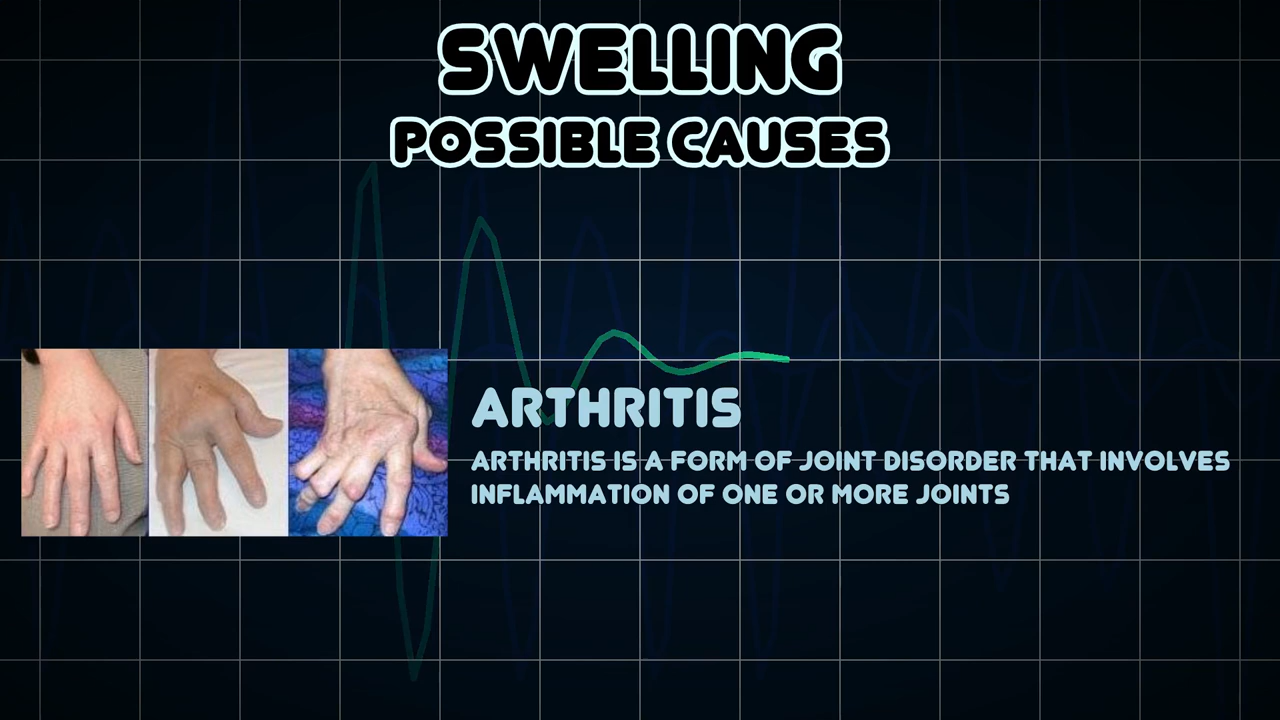 SWELLING
POSSIBLE CAUSES
ARTHRITIS
ARTHRITIS IS A FORM OF JOINT DISORDER THAT INVOLVES
INFLAMMATION OF ONE OR MORE JOINTS